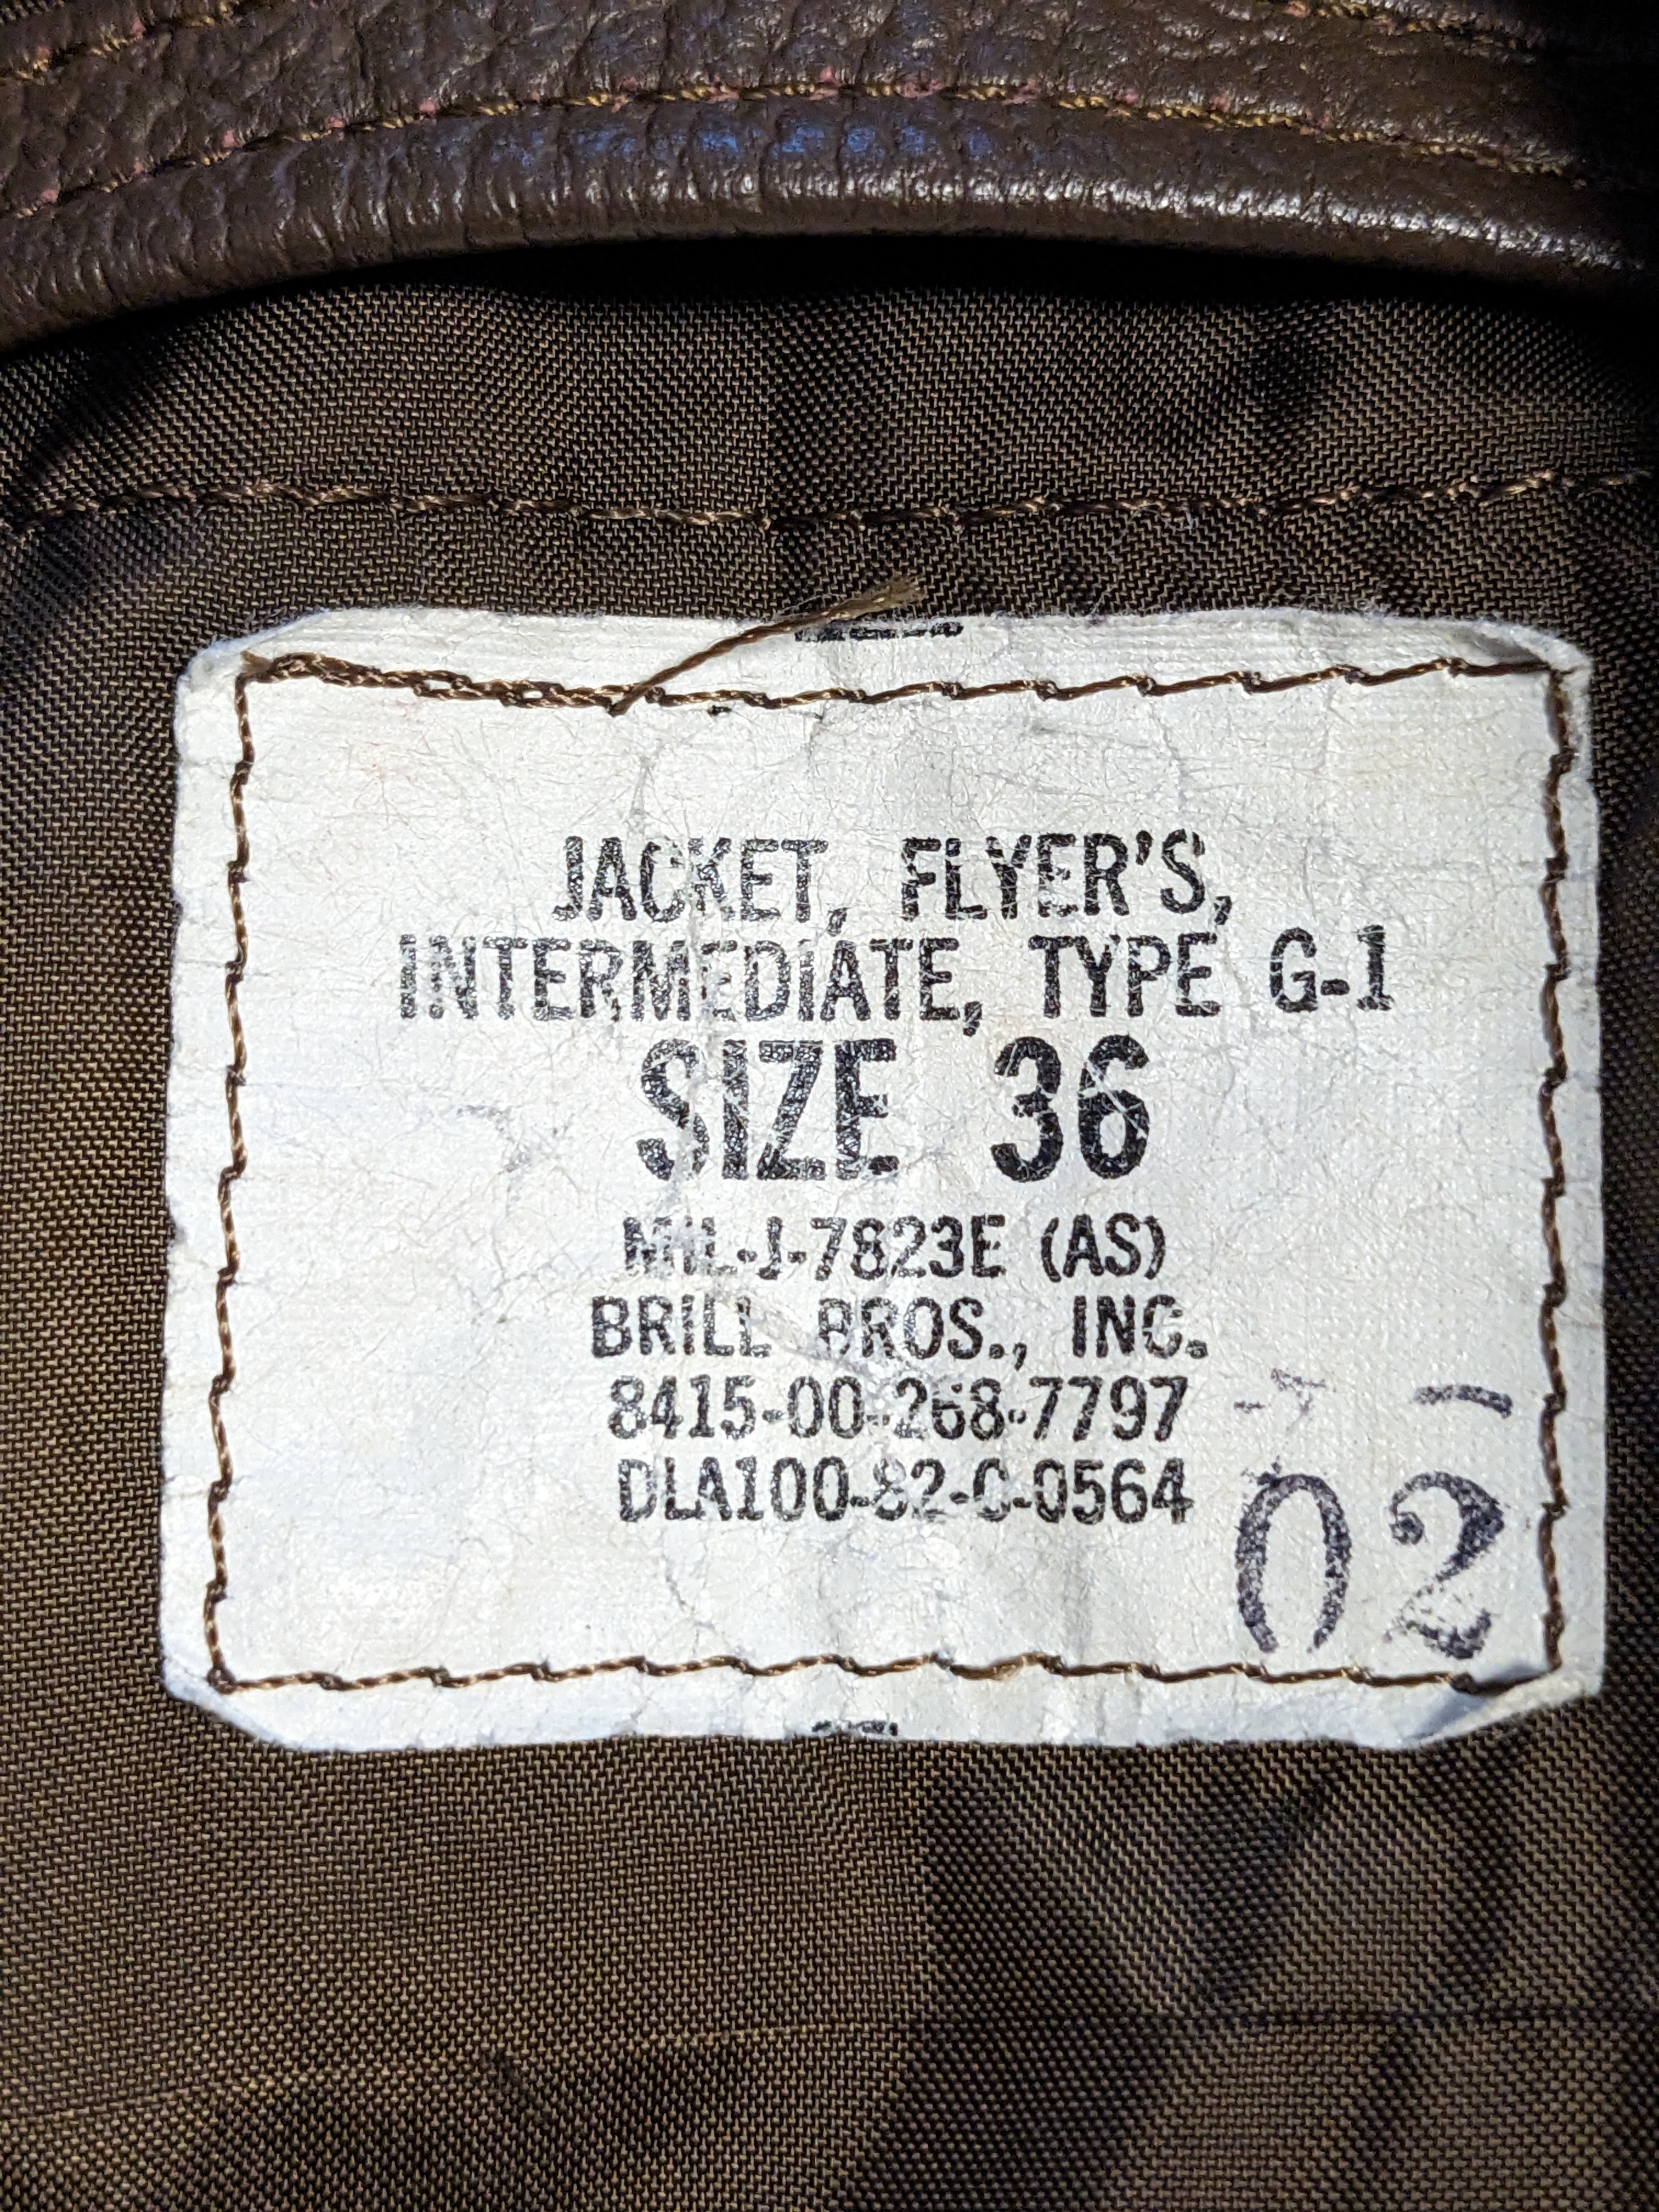 JACKET, FLYER'S,
INTERMEDIATE, TYPE G-1
SIZE 36
MIL-J-7823E (AS)
BRILL BROS., INC.
8415-00-268-7797
DLA100-82-C-0564
02